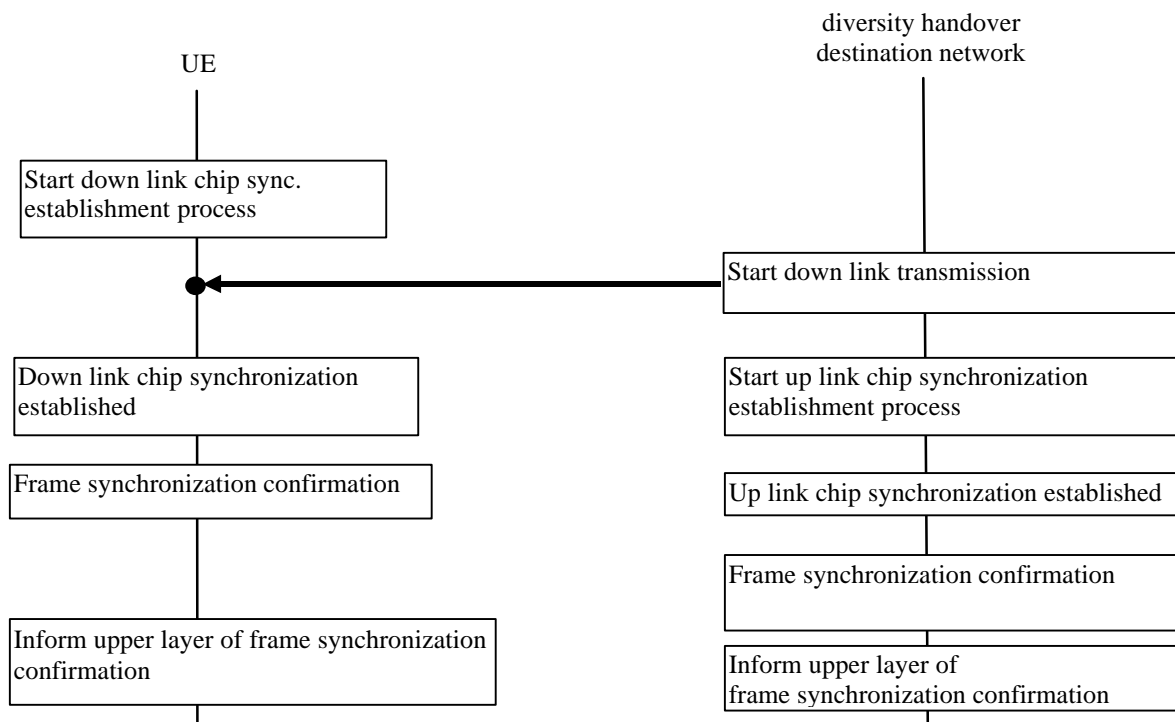 diversity handover
destination network
UE
Start down link chip sync.
establishment process
Start down link transmission
Down link chip synchronization
established
Start up link chip synchronization
establishment process
Frame synchronization confirmation
Up link chip synchronization established
Frame synchronization confirmation
Inform upper layer of frame synchronization
confirmation
Inform upper layer of
frame synchronization confirmation